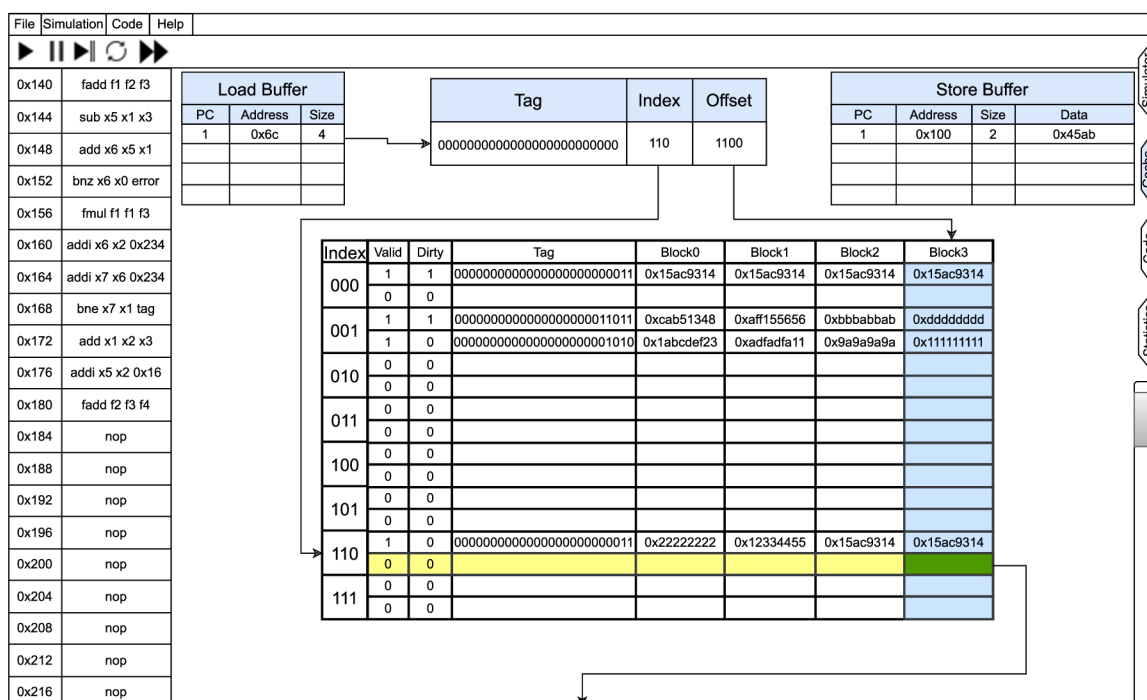 File Simulation Code Help
0x140 fadd f1 f2 f3
0x144 sub x5 x1 x3
0x148 add x6 x5 x1
0x152 bnz x6 x0 error
0x156 fmul f1 f1 f3
0x160 addi x6 x2 0x234
0x164 addi x7 x6 0x234
0x168 bne x7 x1 tag
0x172 add x1 x2 x3
0x176 addi x5 x2 0x16
0x180 fadd f2 f3 f4
0x184 nop
0x188 nop
0x192 nop
0x196 nop
0x200 nop
0x204 nop
0x208 nop
0x212 nop
0x216 nop
Load Buffer
PC Address Size
1 0x6c 4
Tag Index Offset
0000000000000000000000000 110 1100
Store Buffer
PC Address Size Data
1 0x100 2 0x45ab
Index Valid Dirty Tag Block0 Block1 Block2 Block3
000
1 1 0000000000000000000000011 0x15ac9314 0x15ac9314 0x15ac9314 0x15ac9314
0 0
001
1 1 0000000000000000000011011 0xcab51348 0xaff155656 0xbbbabbab 0xdddddddd
1 0 0000000000000000000001010 0x1abcdef23 0xadfadfa11 0x9a9a9a9a 0x111111111
010
0 0
0 0
011
0 0
0 0
100
0 0
0 0
101
0 0
0 0
110
1 0 0000000000000000000000011 0x22222222 0x12334455 0x15ac9314 0x15ac9314
0 0
111
0 0
0 0
Simulator
Cache
Code
Statistics